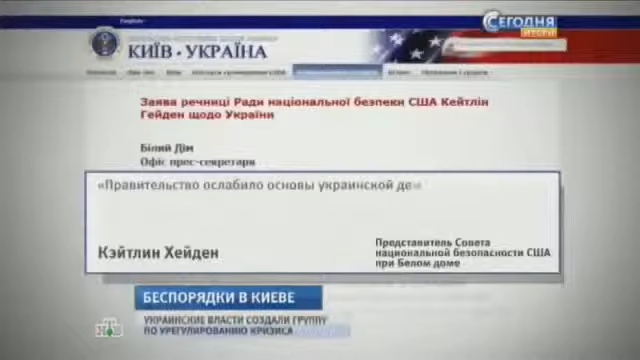 СЕГОДНЯ
ИТОГИ
КИЇВ · УКРАЇНА
Заява речниці Ради національної безпеки США Кейтлін
Гейден щодо України
Білий Дім
Офіс прес-секретаря
«Правительство ослабило основы украинской де
КЭЙТЛИН ХЕЙДЕН
Представитель Совета
национальной безопасности США
при Белом доме
БЕСПОРЯДКИ В КИЕВЕ
УКРАИНСКИЕ ВЛАСТИ СОЗДАЛИ ГРУППУ
ПО УРЕГУЛИРОВАНИЮ КРИЗИСА
НТВ